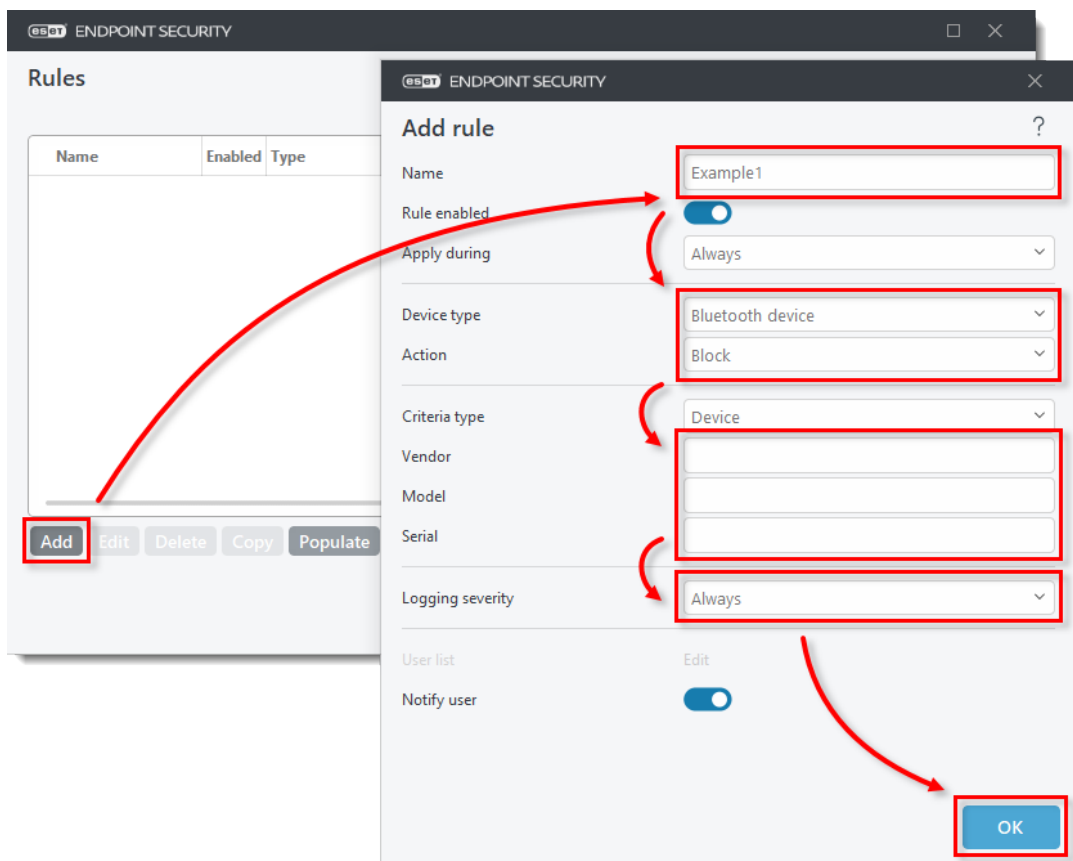 eset ENDPOINT SECURITY
Rules
Name Enabled Type
Add Edit Delete Copy Populate
eset ENDPOINT SECURITY
Add rule ?
Name Example1
Rule enabled
Apply during Always
Device type Bluetooth device
Action Block
Criteria type Device
Vendor
Model
Serial
Logging severity Always
User list Edit
Notify user
OK